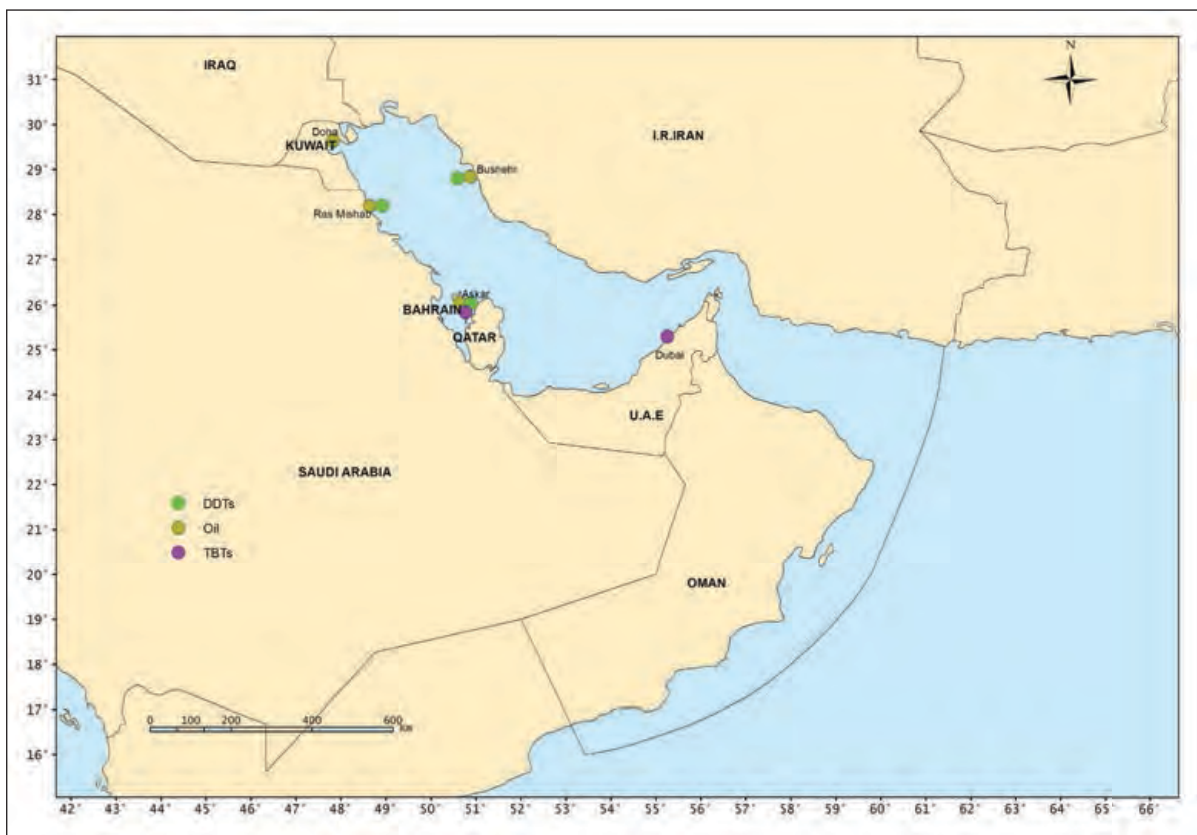 N
31°
30°
29°
28°
27°
26°
25°
24°
23°
22°
21°
20°
19°
18°
17°
16°
IRAQ
I.R.IRAN
Doha
KUWAIT
Bushehr
Ras Mishab
Askar
BAHRAIN
QATAR
Dubai
U.A.E
SAUDI ARABIA
OMAN
DDTs
Oil
TBTs
0 100 200 400 600
KM
42° 43° 44° 45° 46° 47° 48° 49° 50° 51° 52° 53° 54° 55° 56° 57° 58° 59° 60° 61° 62° 63° 64° 65° 66°